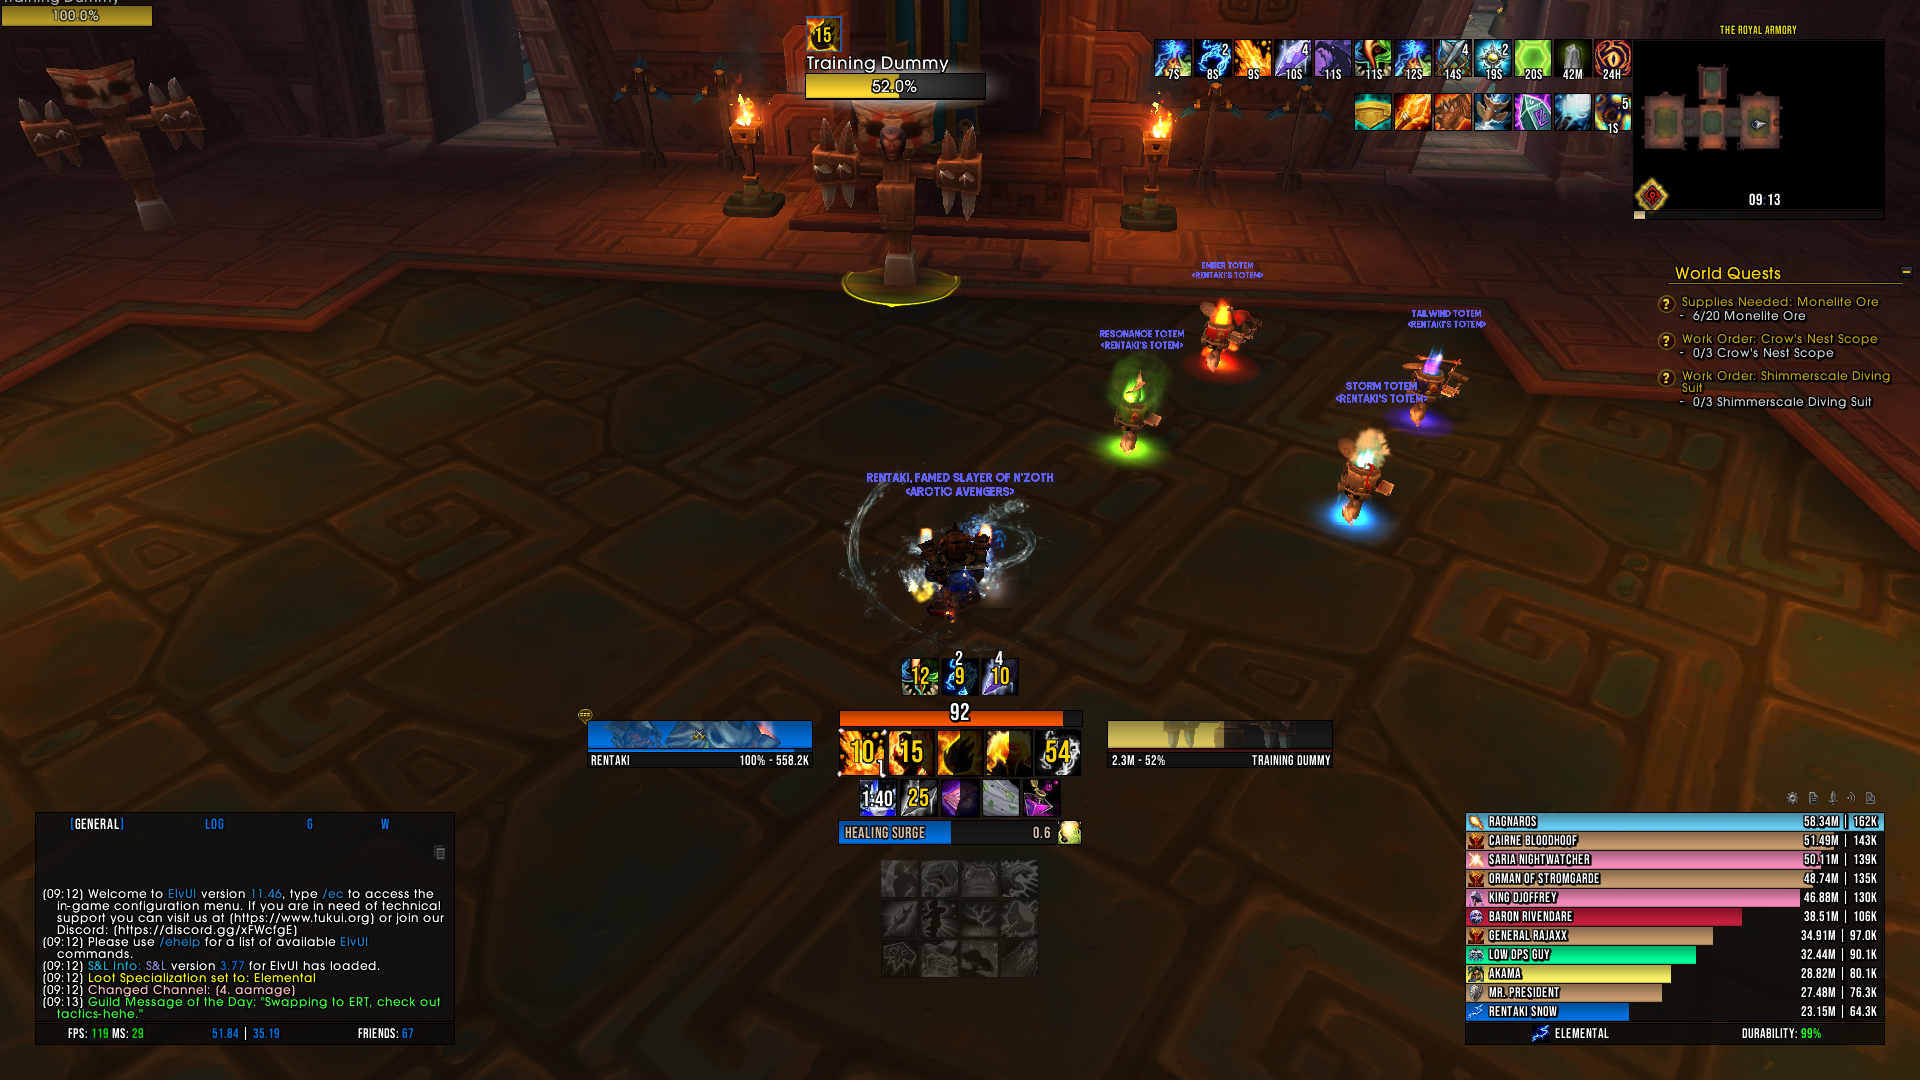 Training Dummy
100.0%
15
Training Dummy
52.0%
2
4
4
2
7S
8S
9S
10S
11S
11S
12S
14S
19S
20S
42M
24H
5
1S
THE ROYAL ARMORY
09:13
World Quests
Supplies Needed: Monelite Ore
- 6/20 Monelite Ore
Work Order: Crow's Nest Scope
- 0/3 Crow's Nest Scope
Work Order: Shimmerscale Diving
Suit
- 0/3 Shimmerscale Diving Suit
EMBER TOTEM
<RENTAKI'S TOTEM>
TAILWIND TOTEM
<RENTAKI'S TOTEM>
RESONANCE TOTEM
<RENTAKI'S TOTEM>
STORM TOTEM
<RENTAKI'S TOTEM>
RENTAKI, FAMED SLAYER OF N'ZOTH
<ARCTIC AVENGERS>
2
4
12
9
10
92
10
1
15
54
1:40
25
HEALING SURGE 0.6
RENTAKI 100% - 558.2K
2.3M - 52% TRAINING DUMMY
[GENERAL] LOG G W
(09:12) Welcome to ElvUI version 11.46, type /ec to access the
in-game configuration menu. If you are in need of technical
support you can visit us at (https://www.tukui.org) or join our
Discord: (https://discord.gg/xFWcfgE)
(09:12) Please use /ehelp for a list of available ElvUI
commands.
(09:12) S&L Info: S&L version 3.77 for ElvUI has loaded.
(09:12) Loot Specialization set to: Elemental
(09:12) Changed Channel: (4. aamage)
(09:13) Guild Message of the Day: "Swapping to ERT, check out
tactics-hehe."
FPS: 119 MS: 29 51.84 | 35.19 FRIENDS: 67
RAGNAROS 58.34M | 162K
CAIRNE BLOODHOOF 51.49M | 143K
SARIA NIGHTWATCHER 50.11M | 139K
ORMAN OF STROMGARDE 48.74M | 135K
KING DJOFFREY 46.88M | 130K
BARON RIVENDARE 38.51M | 106K
GENERAL RAJAXX 34.91M | 97.0K
LOW DPS GUY 32.44M | 90.1K
AKAMA 28.82M | 80.1K
MR. PRESIDENT 27.48M | 76.3K
RENTAKI SNOW 23.15M | 64.3K
ELEMENTAL DURABILITY: 99%